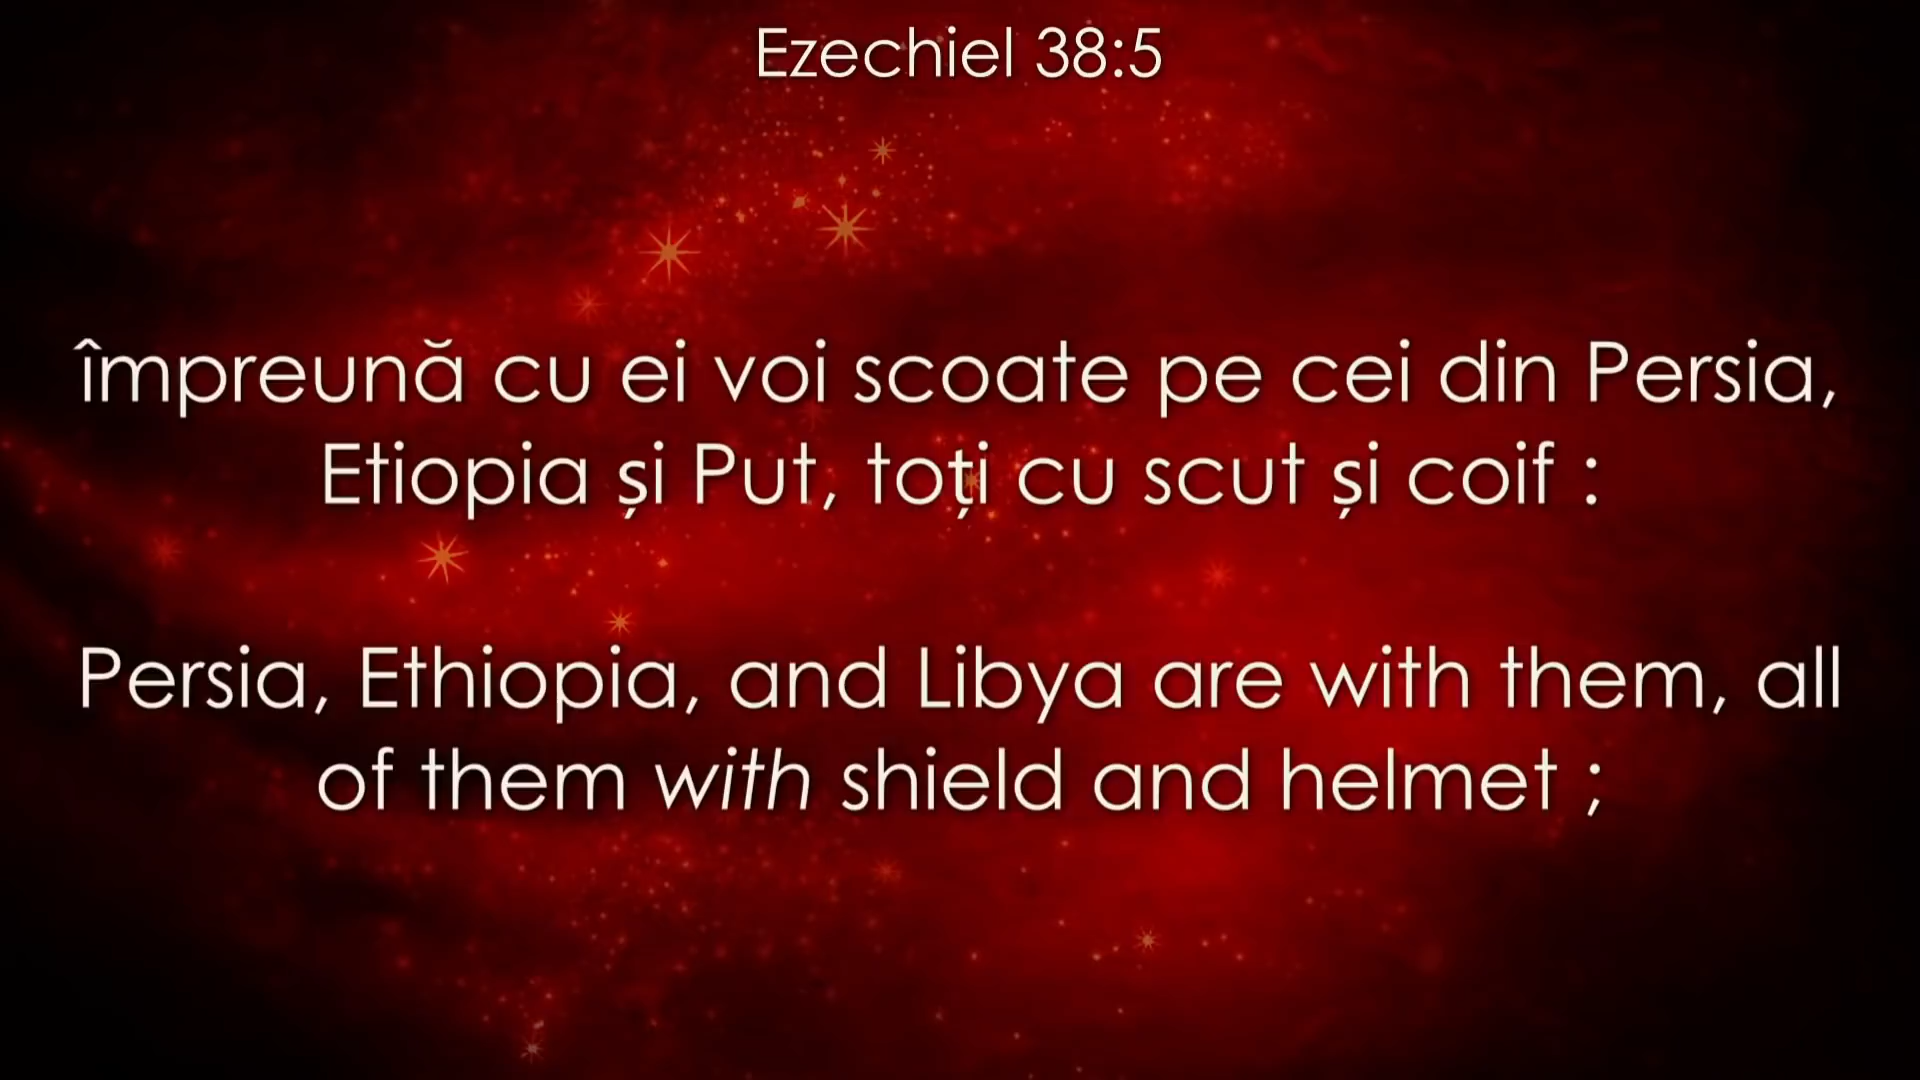 Ezechiel 38:5
împreună cu ei voi scoate pe cei din Persia,
Etiopia și Put, toți cu scut și coif :
Persia, Ethiopia, and Libya are with them, all
of them with shield and helmet ;